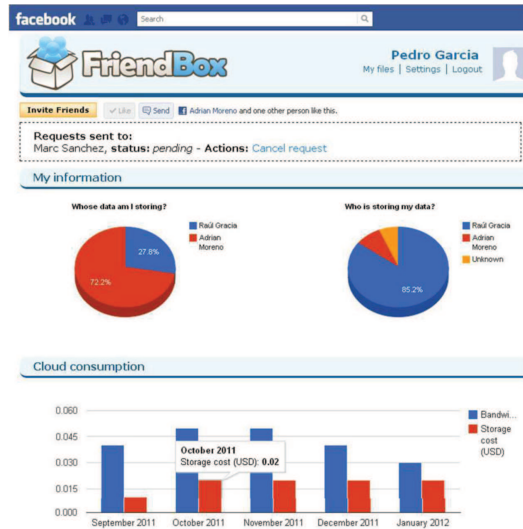 facebook Search
FriendBox
Pedro Garcia
My files | Settings | Logout
Invite Friends Like Send Adrian Moreno and one other person like this.
Requests sent to:
Marc Sanchez, status: pending - Actions: Cancel request
My information
Whose data am I storing?
Raúl Gracia
Adrian
Moreno
27.8%
72.2%
Who is storing my data?
Raúl Gracia
Adrian
Moreno
Unknown
85.2%
Cloud consumption
0.060
0.045
0.030
0.015
0.000
October 2011
Storage cost (USD): 0.02
Bandwi...
Storage
cost
(USD)
September 2011 October 2011 November 2011 December 2011 January 2012